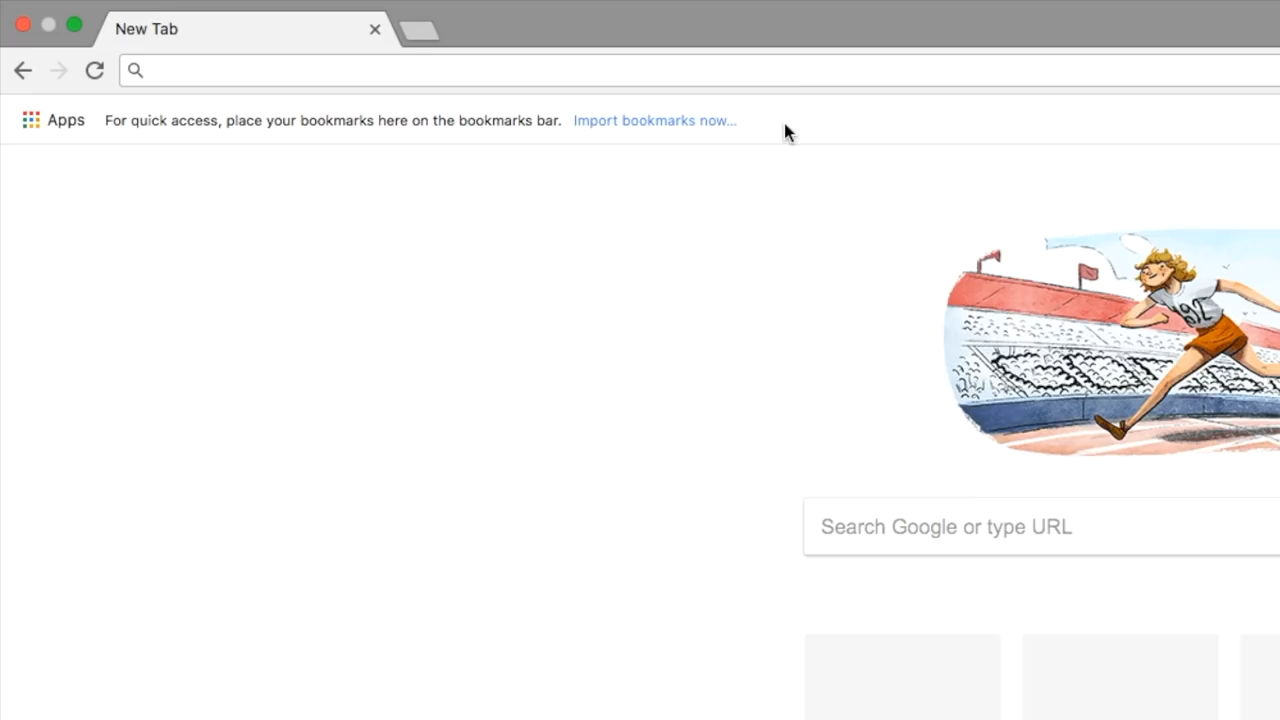 New Tab
Apps For quick access, place your bookmarks here on the bookmarks bar. Import bookmarks now...
Search Google or type URL